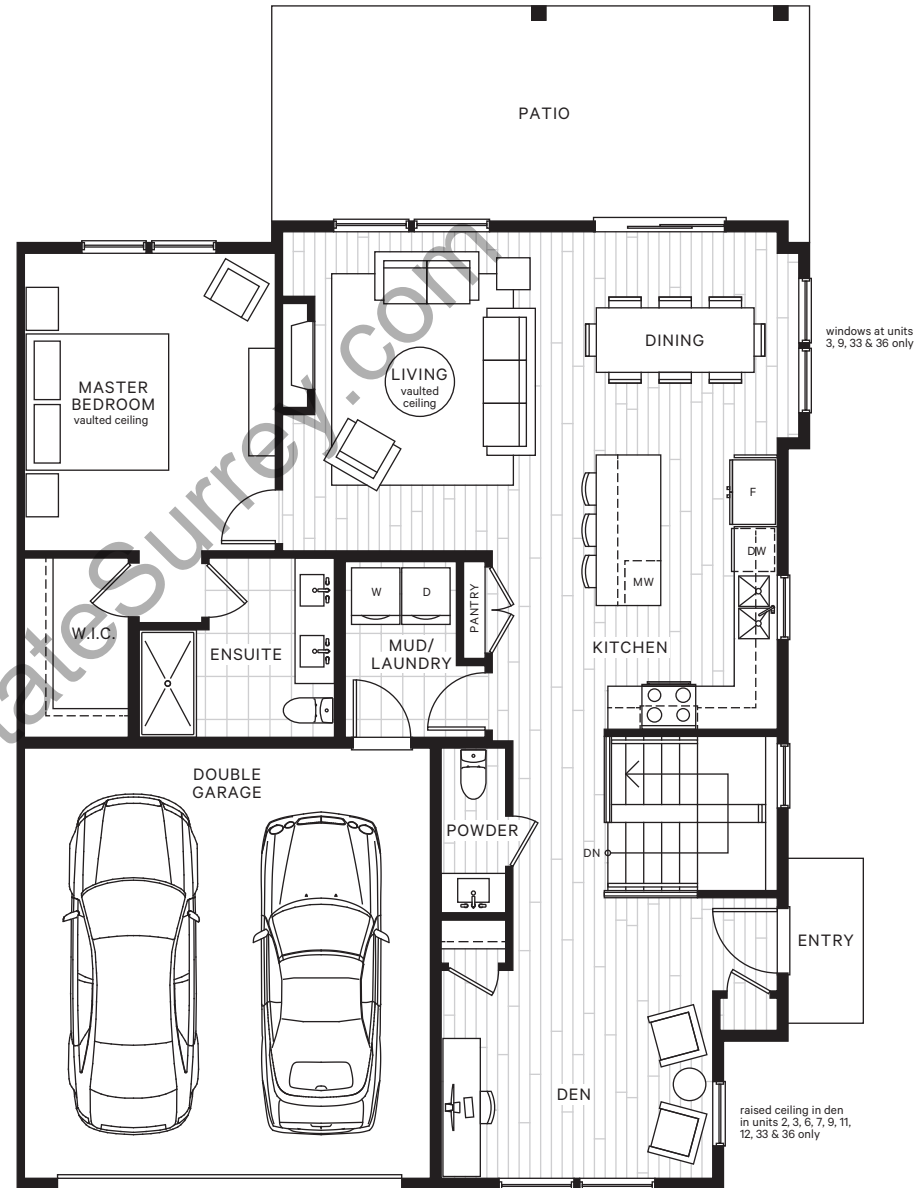 PATIO
windows at units
3, 9, 33 & 36 only
DINING
LIVING
vaulted
ceiling
MASTER
BEDROOM
vaulted ceiling
F
DW
MW
W
D
PANTRY
W.I.C.
ENSUITE
MUD/
LAUNDRY
KITCHEN
DOUBLE
GARAGE
POWDER
DN
ENTRY
DEN
raised ceiling in den
in units 2, 3, 6, 7, 9, 11,
12, 33 & 36 only
ateSurrey.com